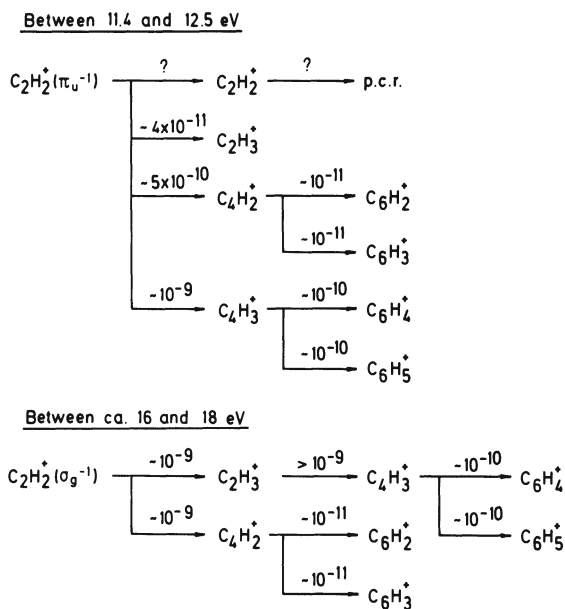 Between 11.4 and 12.5 eV
? ?
C₂H₂⁺(πᵤ⁻¹) C₂H₂⁺ p.c.r.
~4x10⁻¹¹
C₂H₃⁺
~5x10⁻¹⁰ ~10⁻¹¹
C₄H₂⁺ C₆H₂⁺
~10⁻¹¹
C₆H₃⁺
~10⁻⁹ ~10⁻¹⁰
C₄H₃⁺ C₆H₄⁺
~10⁻¹⁰
C₆H₅⁺
Between ca. 16 and 18 eV
~10⁻⁹ >10⁻⁹ ~10⁻¹⁰
C₂H₂⁺(σg⁻¹) C₂H₃⁺ C₄H₃⁺ C₆H₄⁺
~10⁻⁹ ~10⁻¹¹ ~10⁻¹⁰
C₄H₂⁺ C₆H₂⁺ C₆H₅⁺
~10⁻¹¹
C₆H₃⁺